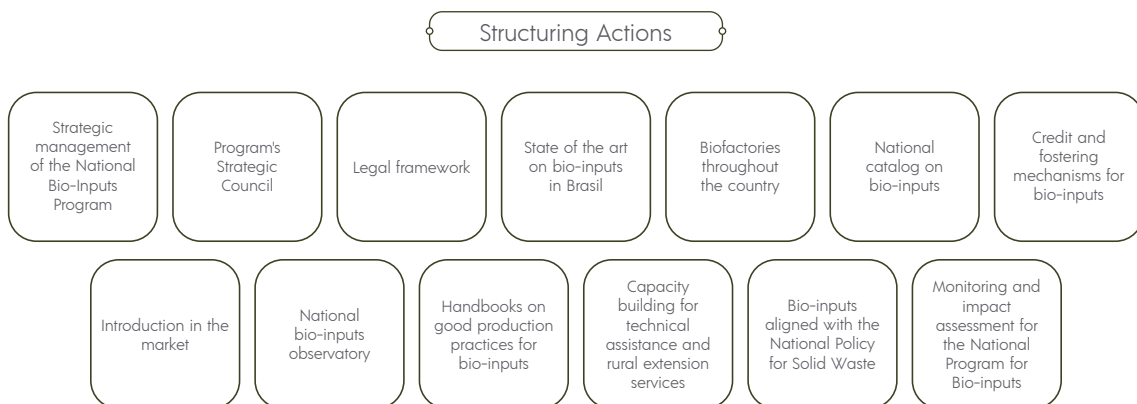 Structuring Actions
Strategic
management
of the National
Bio-Inputs
Program
Program's
Strategic
Council
Legal framework
State of the art
on bio-inputs
in Brasil
Biofactories
throughout
the country
National
catalog on
bio-inputs
Credit and
fostering
mechanisms for
bio-inputs
Introduction in the
market
National
bio-inputs
observatory
Handbooks on
good production
practices for
bio-inputs
Capacity
building for
technical
assistance and
rural extension
services
Bio-inputs
aligned with the
National Policy
for Solid Waste
Monitoring and
impact
assessment for
the National
Program for
Bio-inputs